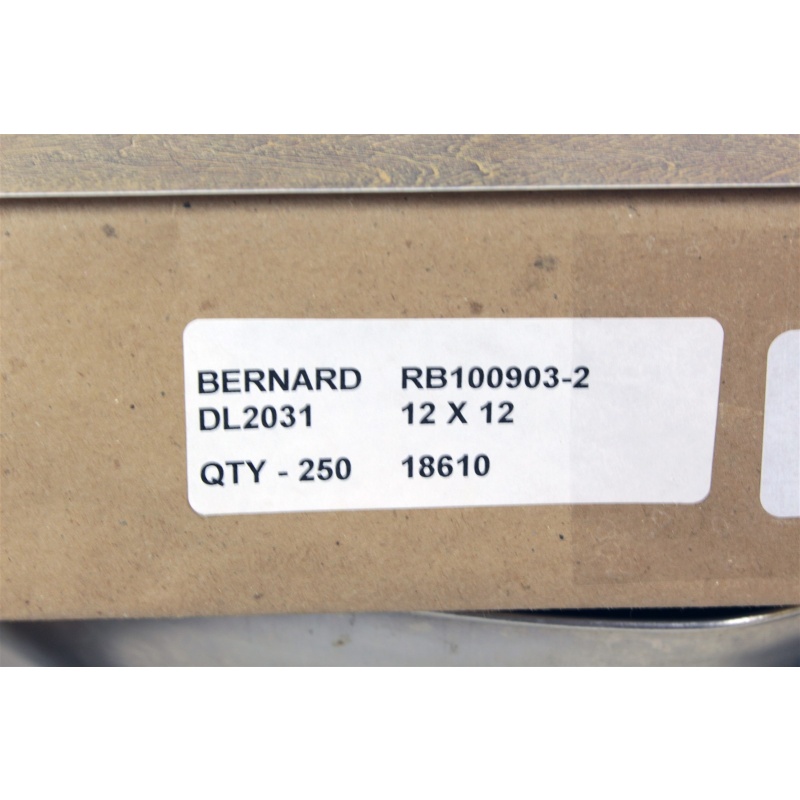 BERNARD RB100903-2
DL2031 12 X 12
QTY - 250 18610